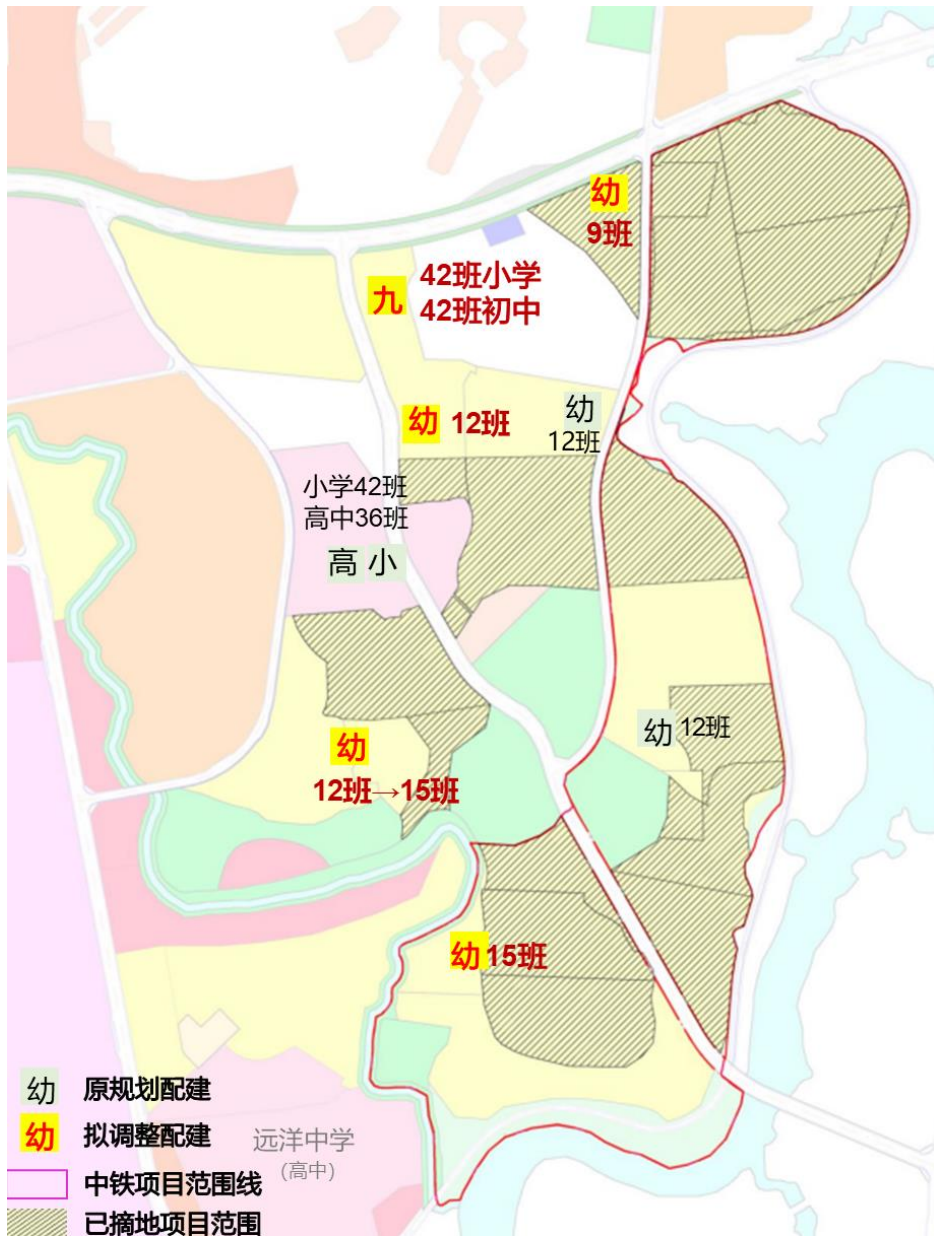 幼
9班
九
42班小学
42班初中
幼 12班
幼
12班
小学42班
高中36班
高 小
幼 12班
幼
12班→15班
幼 15班
幼 原规划配建
幼 拟调整配建
远洋中学
(高中)
中铁项目范围线
已摘地项目范围